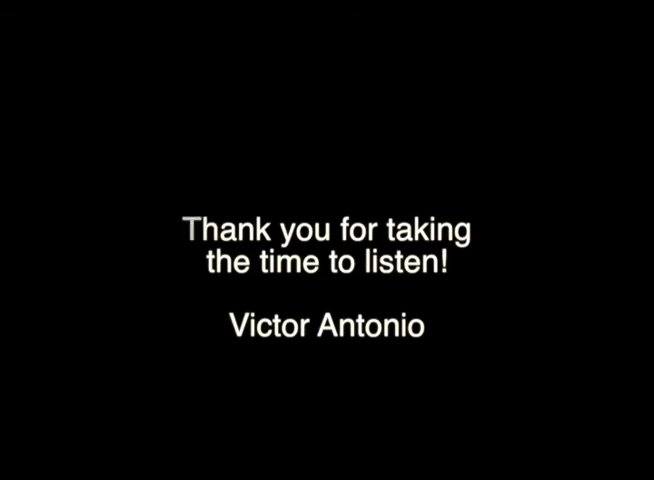 Thank you for taking
the time to listen!
Victor Antonio